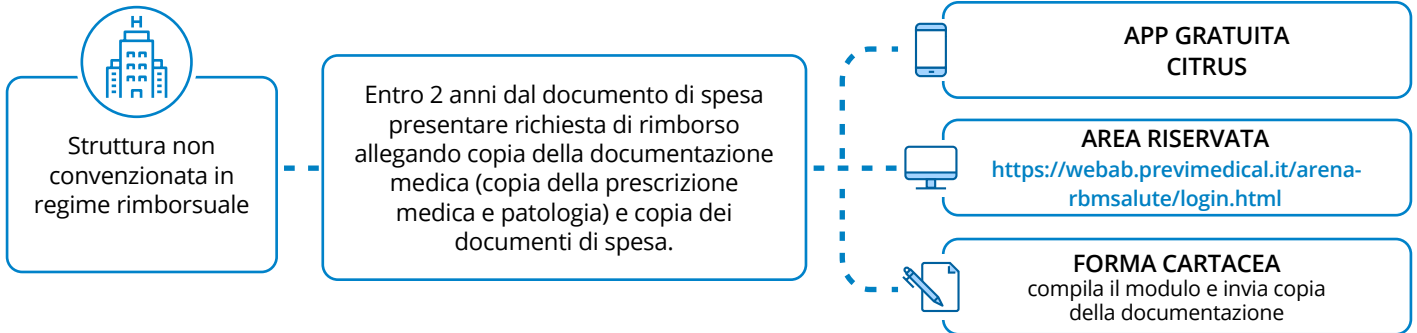 H
Struttura non
convenzionata in
regime rimborsuale
Entro 2 anni dal documento di spesa
presentare richiesta di rimborso
allegando copia della documentazione
medica (copia della prescrizione
medica e patologia) e copia dei
documenti di spesa.
APP GRATUITA
CITRUS
AREA RISERVATA
https://webab.previmedical.it/arena-
rbmsalute/login.html
FORMA CARTACEA
compila il modulo e invia copia
della documentazione